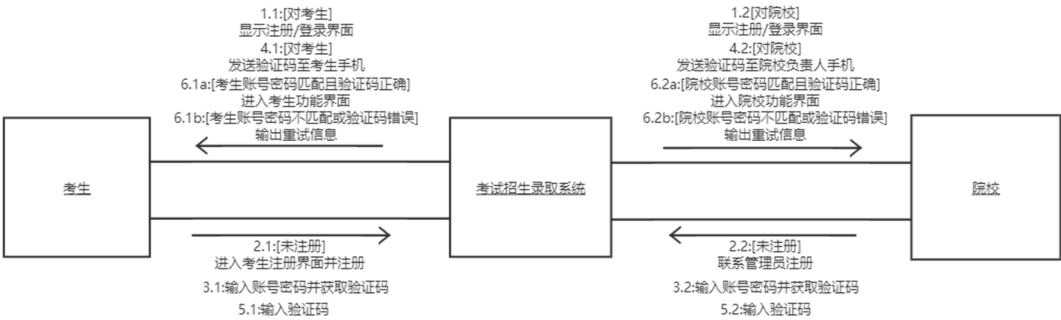 1.1:[对考生]
显示注册/登录界面
4.1:[对考生]
发送验证码至考生手机
6.1a:[考生账号密码匹配且验证码正确]
进入考生功能界面
6.1b:[考生账号密码不匹配或验证码错误]
输出重试信息
1.2[对院校]
显示注册/登录界面
4.2:[对院校]
发送验证码至院校负责人手机
6.2a:[院校账号密码匹配且验证码正确]
进入院校功能界面
6.2b:[院校账号密码不匹配或验证码错误]
输出重试信息
考生
考试招生录取系统
院校
2.1:[未注册]
进入考生注册界面并注册
3.1:输入账号密码并获取验证码
5.1:输入验证码
2.2:[未注册]
联系管理员注册
3.2:输入账号密码并获取验证码
5.2:输入验证码